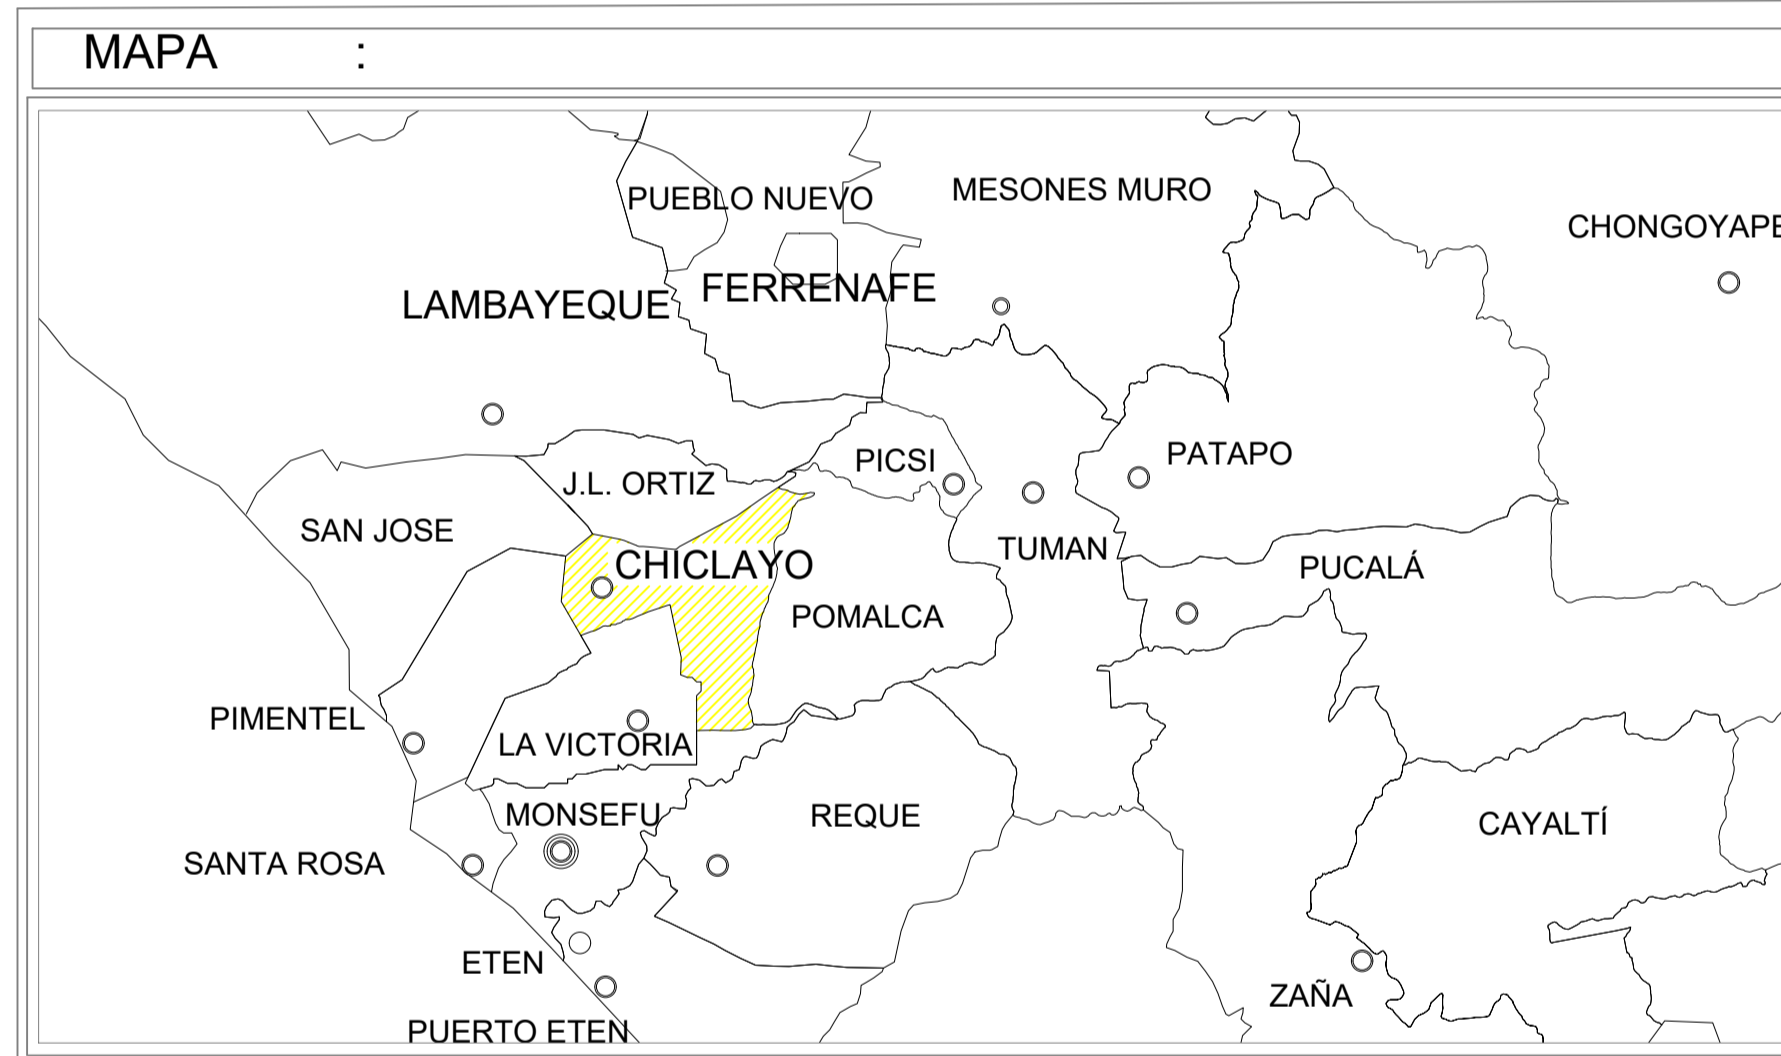 MAPA :
PUEBLO NUEVO
MESONES MURO
CHONGOYAPE
LAMBAYEQUE
FERRENAFE
PICSI
PATAPO
J.L. ORTIZ
SAN JOSE
TUMAN
CHICLAYO
PUCALÁ
POMALCA
PIMENTEL
LA VICTORIA
MONSEFU
REQUE
CAYALTÍ
SANTA ROSA
ETEN
ZAÑA
PUERTO ETEN